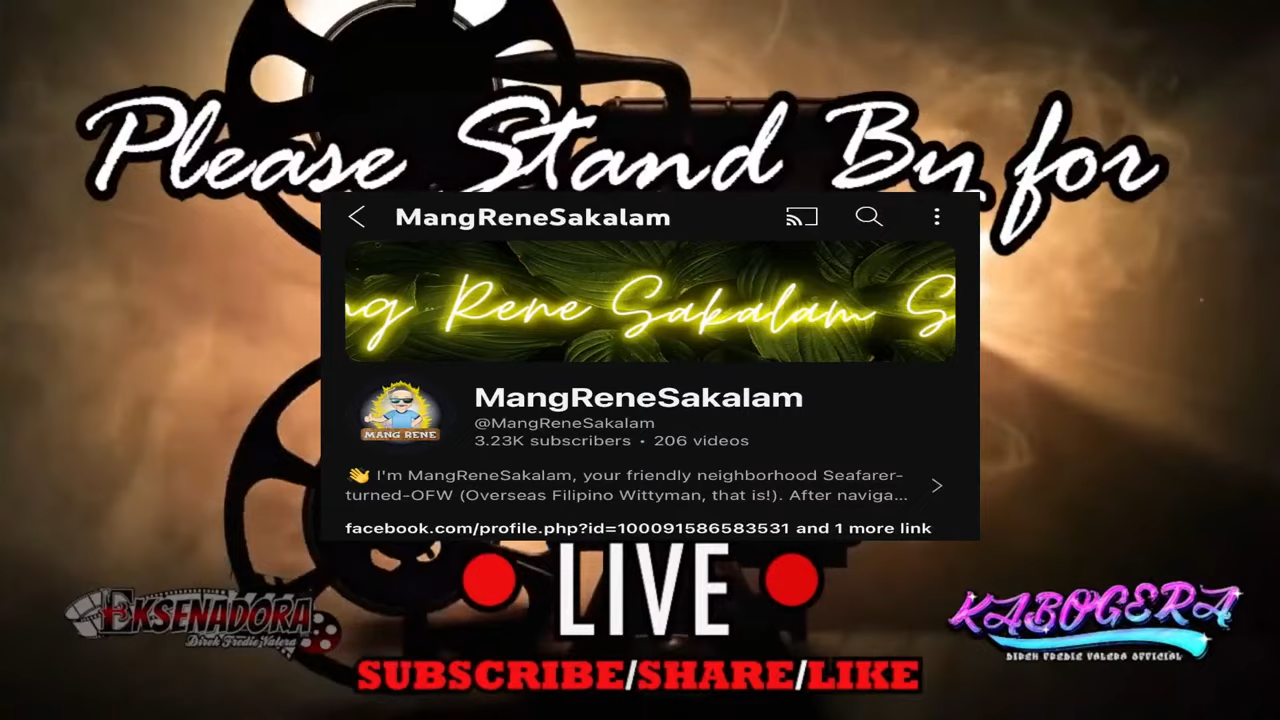 Please Stand By for
MangReneSakalam
ng Rene Sakalam S
MANG RENE
MangReneSakalam
@MangReneSakalam
3.23K subscribers • 206 videos
👋 I'm MangReneSakalam, your friendly neighborhood Seafarer-
turned-OFW (Overseas Filipino Wittyman, that is!). After naviga...
facebook.com/profile.php?id=100091586583531 and 1 more link
LIVE
EKSENADORA
Direk Fredie Valera
KABOGERA
DIREK FREDIE VALERA OFFICIAL
SUBSCRIBE/SHARE/LIKE